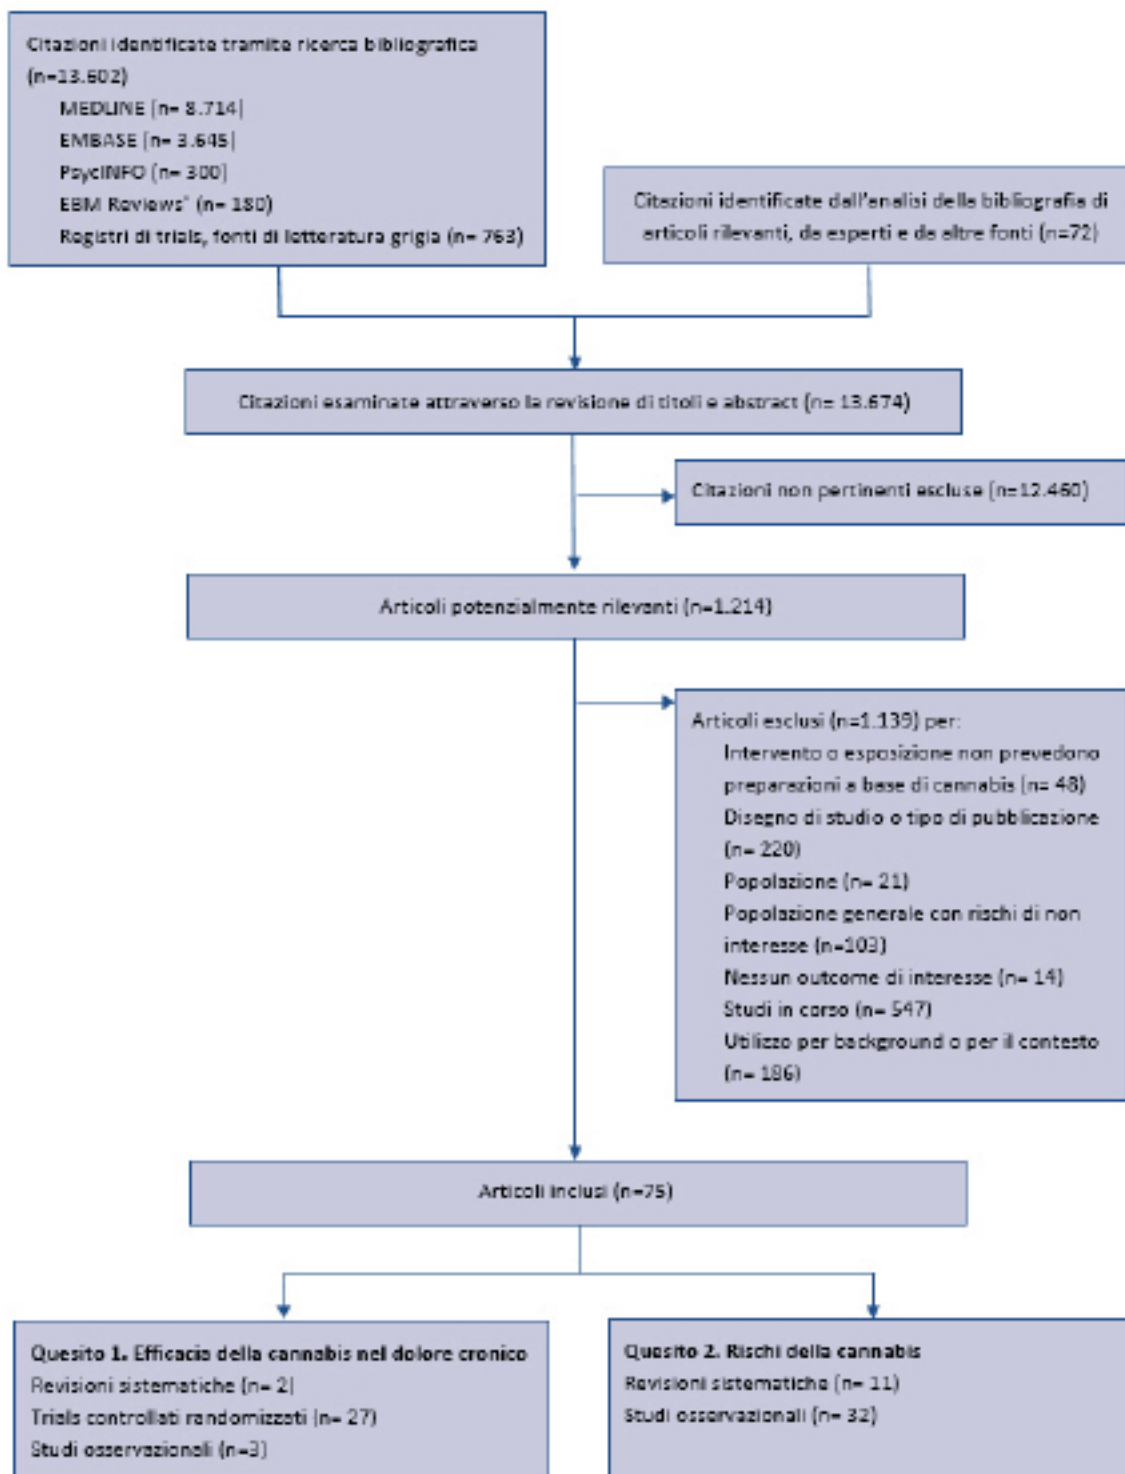 Citazioni identificate tramite ricerca bibliografica
(n=13.602)
MEDLINE (n= 8.714)
EMBASE (n= 3.645)
PsycINFO (n= 300)
EBM Reviews* (n= 180)
Registri di trials, fonti di letteratura grigia (n= 763)
Citazioni identificate dall'analisi della bibliografia di
articoli rilevanti, da esperti e da altre fonti (n=72)
Citazioni esaminate attraverso la revisione di titoli e abstract (n= 13.674)
Citazioni non pertinenti escluse (n=12.460)
Articoli potenzialmente rilevanti (n=1.214)
Articoli esclusi (n=1.139) per:
Intervento o esposizione non prevedono
preparazioni a base di cannabis (n= 48)
Disegno di studio o tipo di pubblicazione
(n= 220)
Popolazione (n= 21)
Popolazione generale con rischi di non
interesse (n=103)
Nessun outcome di interesse (n= 14)
Studi in corso (n= 547)
Utilizzo per background o per il contesto
(n= 186)
Articoli inclusi (n=75)
Quesito 1. Efficacia della cannabis nel dolore cronico
Revisioni sistematiche (n= 2)
Trials controllati randomizzati (n= 27)
Studi osservazionali (n=3)
Quesito 2. Rischi della cannabis
Revisioni sistematiche (n= 11)
Studi osservazionali (n= 32)